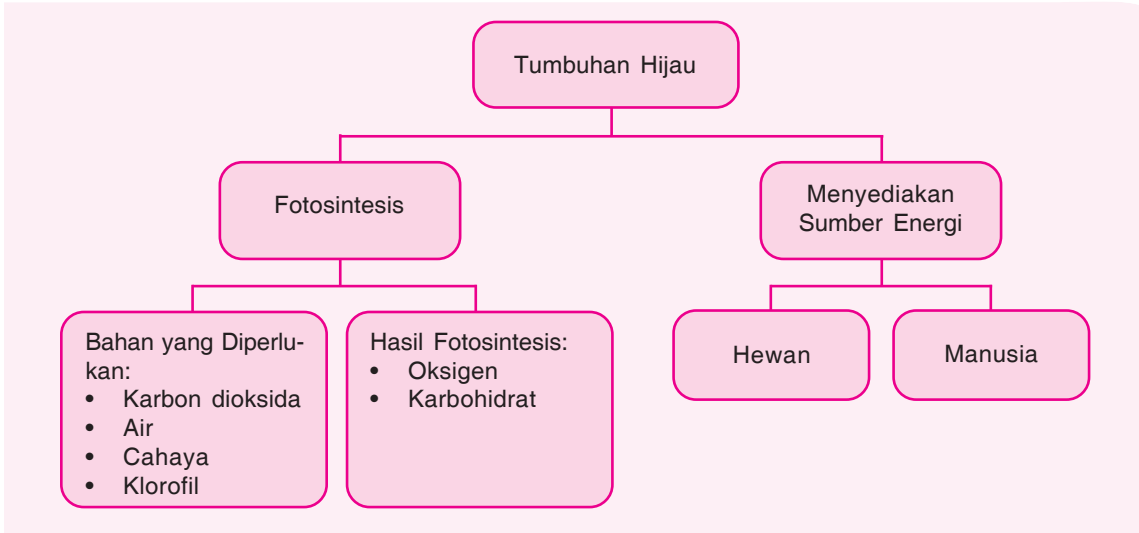 Tumbuhan Hijau
Fotosintesis
Menyediakan
Sumber Energi
Bahan yang Diperlu-
kan:
• Karbon dioksida
• Air
• Cahaya
• Klorofil
Hasil Fotosintesis:
• Oksigen
• Karbohidrat
Hewan
Manusia